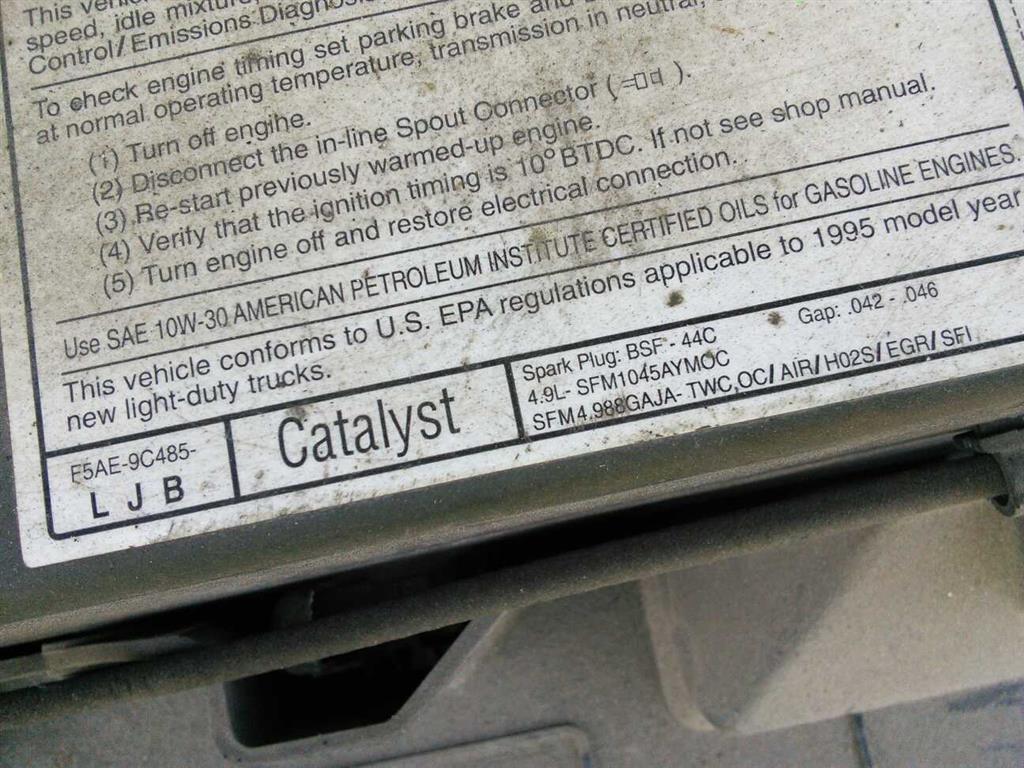 This vehi
speed, idle mixture,
Control/Emissions Diagnos
To check engine timing set parking brake and
at normal operating temperature, transmission in neutral,
(1) Turn off engine.
(2) Disconnect the in-line Spout Connector ( ).
(3) Re-start previously warmed-up engine.
(4) Verify that the ignition timing is 10° BTDC. If not see shop manual.
(5) Turn engine off and restore electrical connection.
Use SAE 10W-30 AMERICAN PETROLEUM INSTITUTE CERTIFIED OILS for GASOLINE ENGINES.
This vehicle conforms to U.S. EPA regulations applicable to 1995 model year
new light-duty trucks.
F5AE-9C485-
L J B
Catalyst
Spark Plug: BSF - 44C Gap: .042 - .046
4.9L- SFM1045AYMOC
SFM4.988GAJA- TWC,OC/AIR/HO2S/EGR/SFI